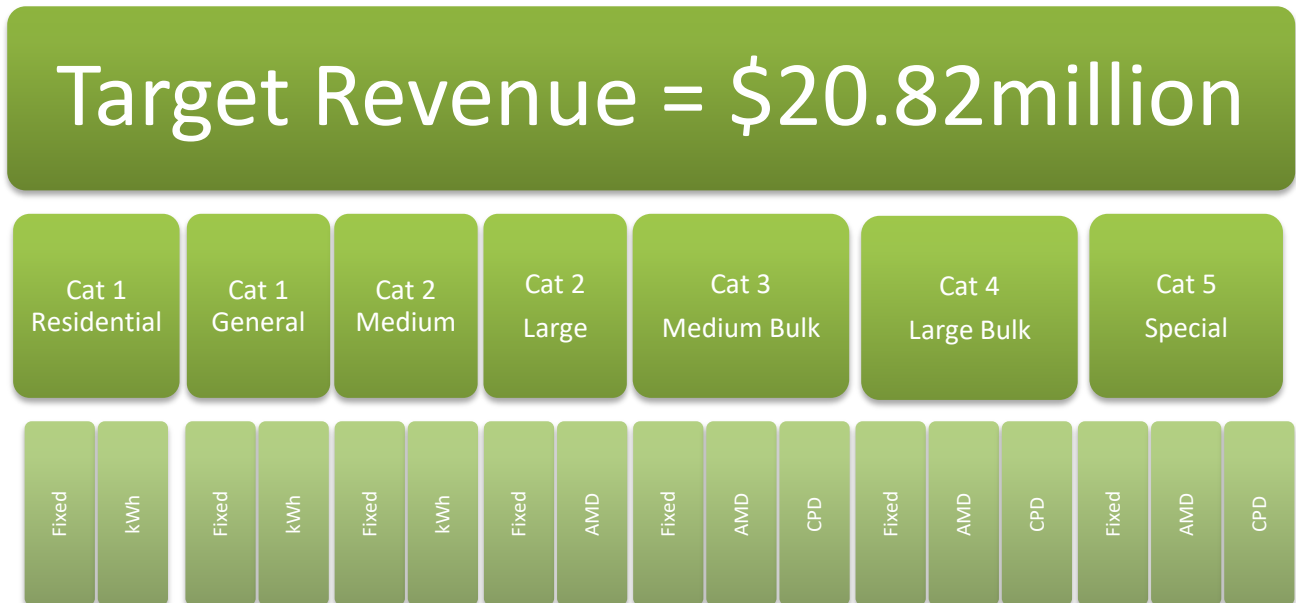 Target Revenue = $20.82million
Cat 1
Residential
Cat 1
General
Cat 2
Medium
Cat 2
Large
Cat 3
Medium Bulk
Cat 4
Large Bulk
Cat 5
Special
Fixed
kWh
Fixed
kWh
Fixed
kWh
Fixed
AMD
Fixed
AMD
CPD
Fixed
AMD
CPD
Fixed
AMD
CPD